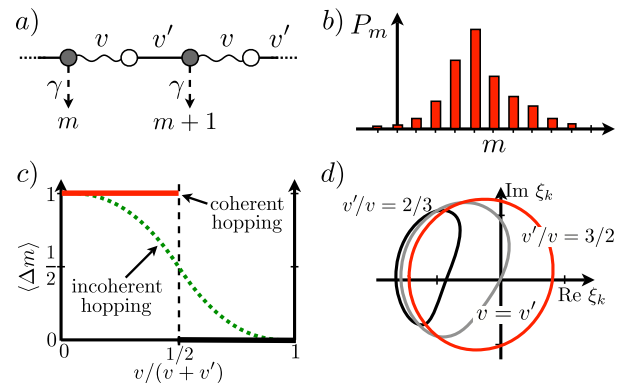 a)
v v′ v v′
γ γ
m m + 1
b)
P_m
m
c)
1
1/2
0
⟨Δm⟩
coherent
hopping
incoherent
hopping
0 1/2 1
v/(v + v′)
d)
Im ξ_k
v′/v = 2/3
v′/v = 3/2
v = v′
Re ξ_k